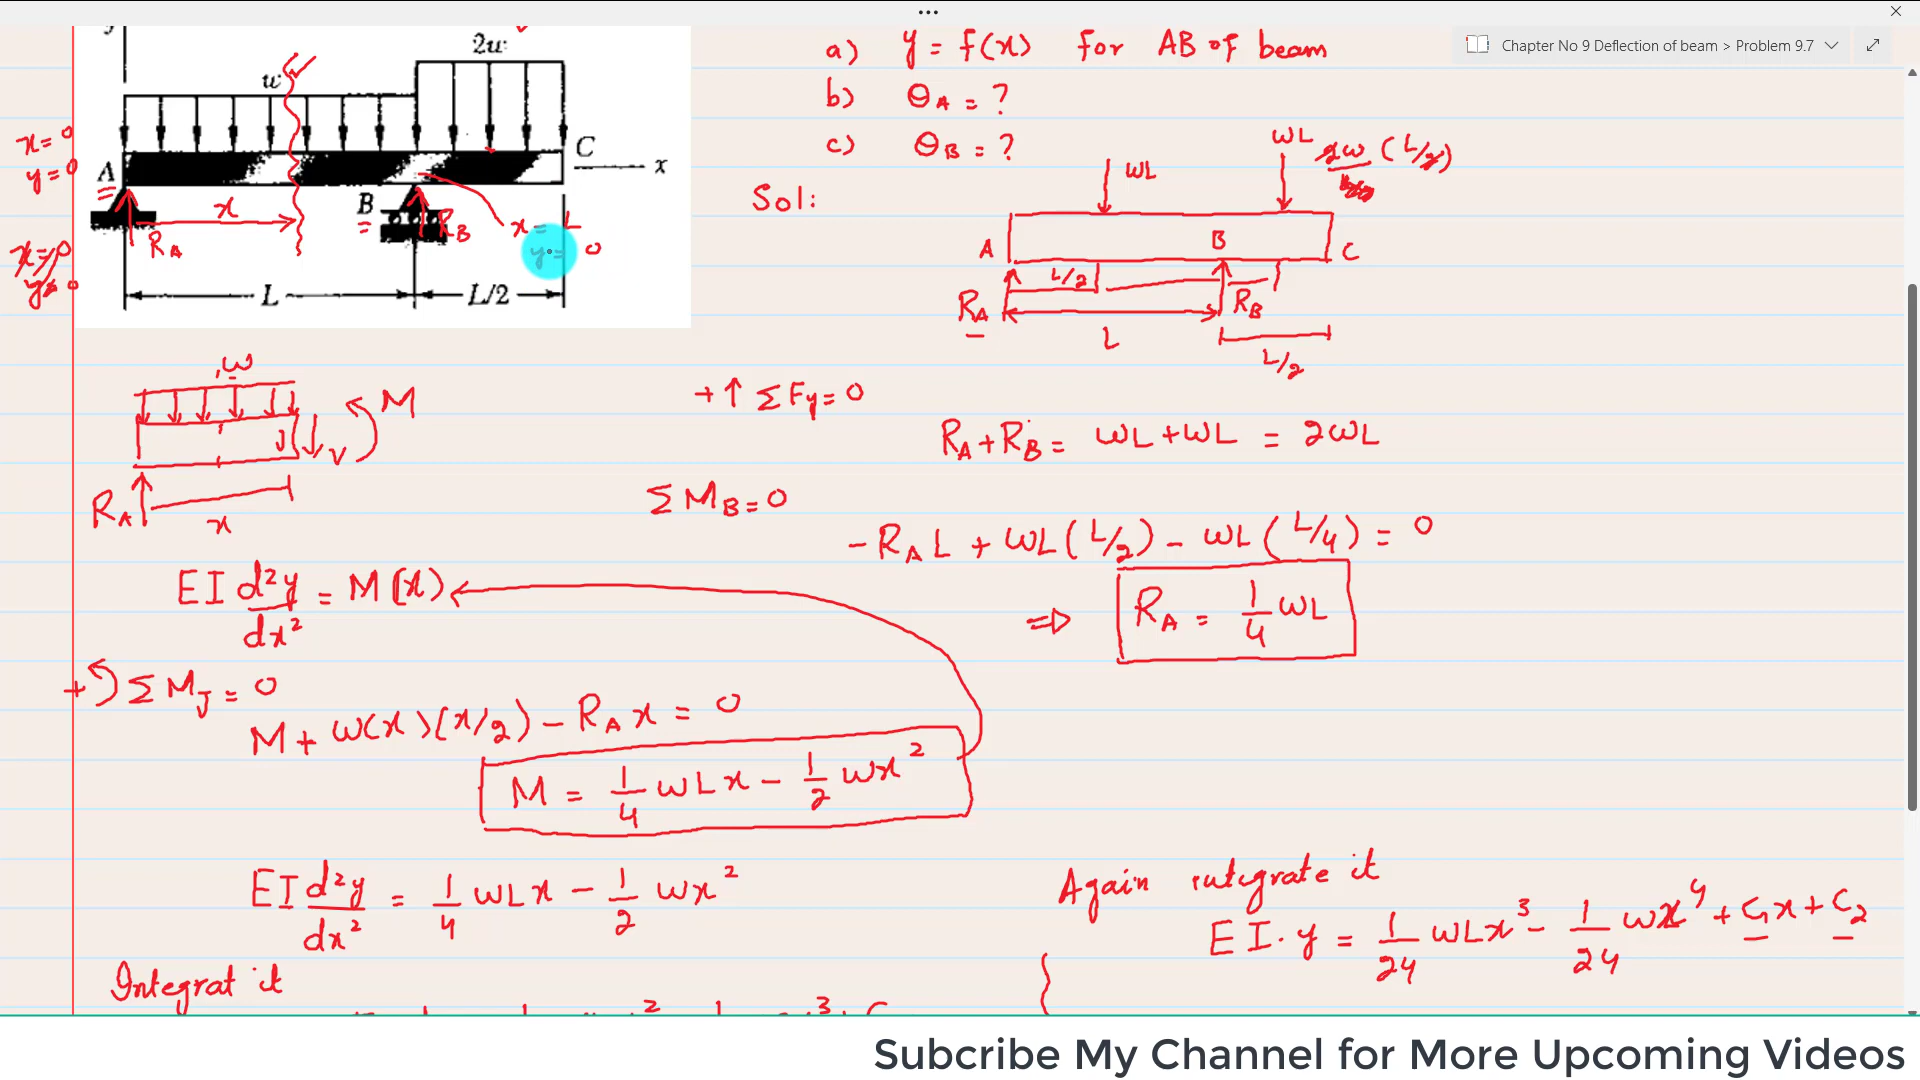 Chapter No 9 Deflection of beam > Problem 9.7
a) y = f(x) for AB of beam
b) θA = ?
c) θB = ?
Sol:
2w
w
A
B
C
x
x = 0
y = 0
x
RA
RB
x = L
y = 0
x = 0
y = 0
L
L/2
wL
wL
2w (L/2)
A
B
C
L/2
RA
RB
L
L/2
w
M
V
J
RA
x
+↑ ΣFy = 0
RA + RB = wL + wL = 2wL
ΣMB = 0
-RA L + wL(L/2) - wL(L/4) = 0
⇒ RA = 1/4 wL
EI d²y/dx² = M(x)
+ ΣMJ = 0
M + w(x)(x/2) - RA x = 0
M = 1/4 wLx - 1/2 wx²
EI d²y/dx² = 1/4 wLx - 1/2 wx²
Integrat it
Again integrate it
EI·y = 1/24 wLx³ - 1/24 wx⁴ + C1x + C2
Subcribe My Channel for More Upcoming Videos